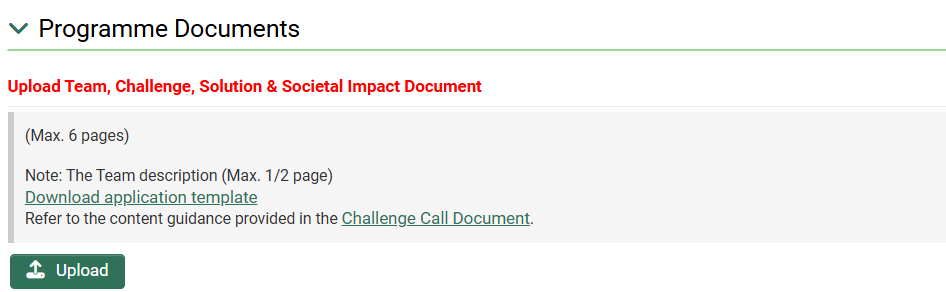 Programme Documents
Upload Team, Challenge, Solution & Societal Impact Document
(Max. 6 pages)
Note: The Team description (Max. 1/2 page)
Download application template
Refer to the content guidance provided in the Challenge Call Document.
Upload